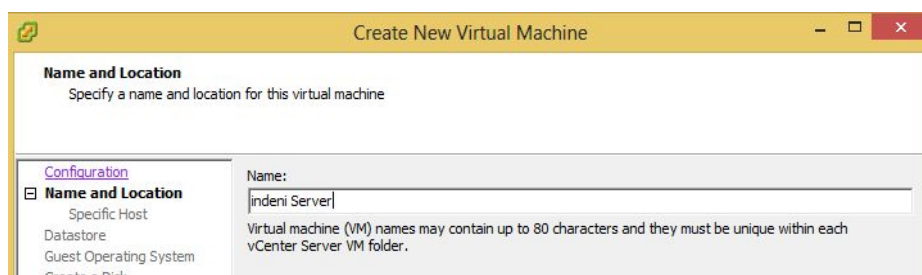 Create New Virtual Machine
Name and Location
Specify a name and location for this virtual machine
Configuration
Name and Location
Specific Host
Datastore
Guest Operating System
Create a Disk
Name:
indeni Server
Virtual machine (VM) names may contain up to 80 characters and they must be unique within each
vCenter Server VM folder.